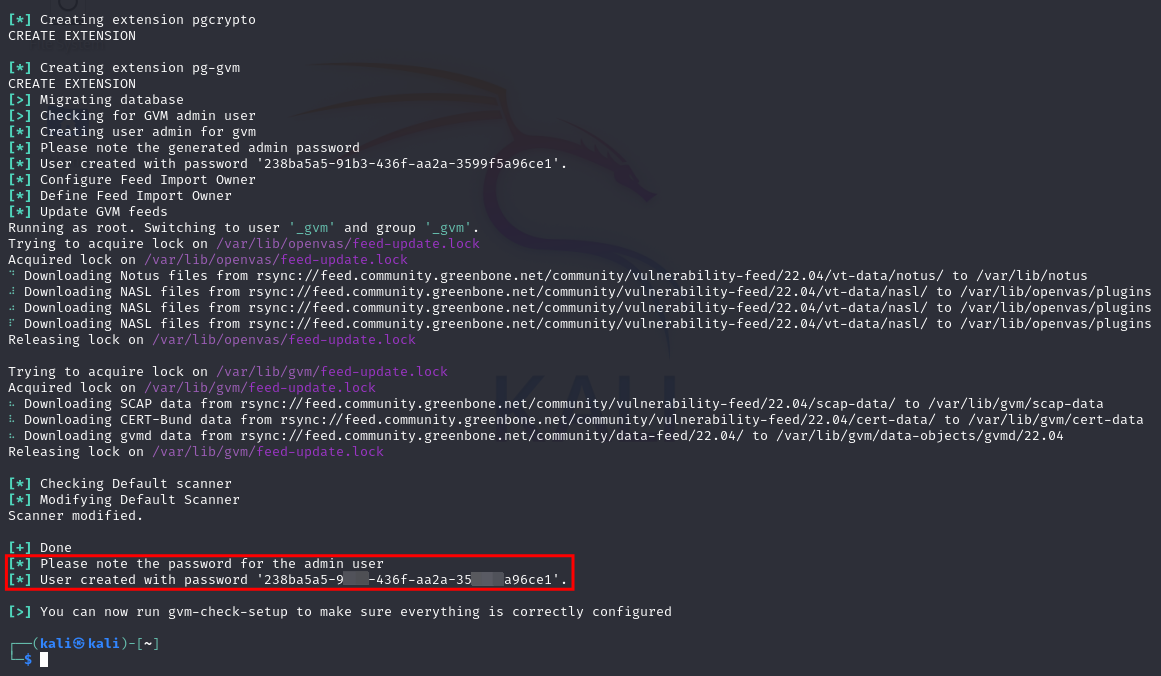 [*] Creating extension pgcrypto
CREATE EXTENSION
[*] Creating extension pg-gvm
CREATE EXTENSION
[>] Migrating database
[>] Checking for GVM admin user
[*] Creating user admin for gvm
[*] Please note the generated admin password
[*] User created with password '238ba5a5-91b3-436f-aa2a-3599f5a96ce1'.
[*] Configure Feed Import Owner
[*] Define Feed Import Owner
[*] Update GVM feeds
Running as root. Switching to user '_gvm' and group '_gvm'.
Trying to acquire lock on /var/lib/openvas/feed-update.lock
Acquired lock on /var/lib/openvas/feed-update.lock
Downloading Notus files from rsync://feed.community.greenbone.net/community/vulnerability-feed/22.04/vt-data/notus/ to /var/lib/notus
Downloading NASL files from rsync://feed.community.greenbone.net/community/vulnerability-feed/22.04/vt-data/nasl/ to /var/lib/openvas/plugins
Downloading NASL files from rsync://feed.community.greenbone.net/community/vulnerability-feed/22.04/vt-data/nasl/ to /var/lib/openvas/plugins
Downloading NASL files from rsync://feed.community.greenbone.net/community/vulnerability-feed/22.04/vt-data/nasl/ to /var/lib/openvas/plugins
Releasing lock on /var/lib/openvas/feed-update.lock
Trying to acquire lock on /var/lib/gvm/feed-update.lock
Acquired lock on /var/lib/gvm/feed-update.lock
KALI
Downloading SCAP data from rsync://feed.community.greenbone.net/community/vulnerability-feed/22.04/scap-data/ to /var/lib/gvm/scap-data
Downloading CERT-Bund data from rsync://feed.community.greenbone.net/community/vulnerability-feed/22.04/cert-data/ to /var/lib/gvm/cert-data
Downloading gvmd data from rsync://feed.community.greenbone.net/community/data-feed/22.04/ to /var/lib/gvm/data-objects/gvmd/22.04
Releasing lock on /var/lib/gvm/feed-update.lock
[*] Checking Default scanner
[*] Modifying Default Scanner
Scanner modified.
[+] Done
[*] Please note the password for the admin user
[*] User created with password '238ba5a5-9 -436f-aa2a-35 a96ce1'.
[>] You can now run gvm-check-setup to make sure everything is correctly configured
┌──(kali㉿kali)-[~]
└─$